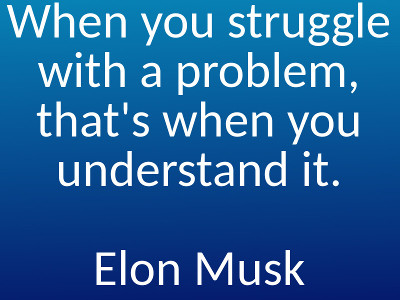 When you struggle
with a problem,
that's when you
understand it.
Elon Musk